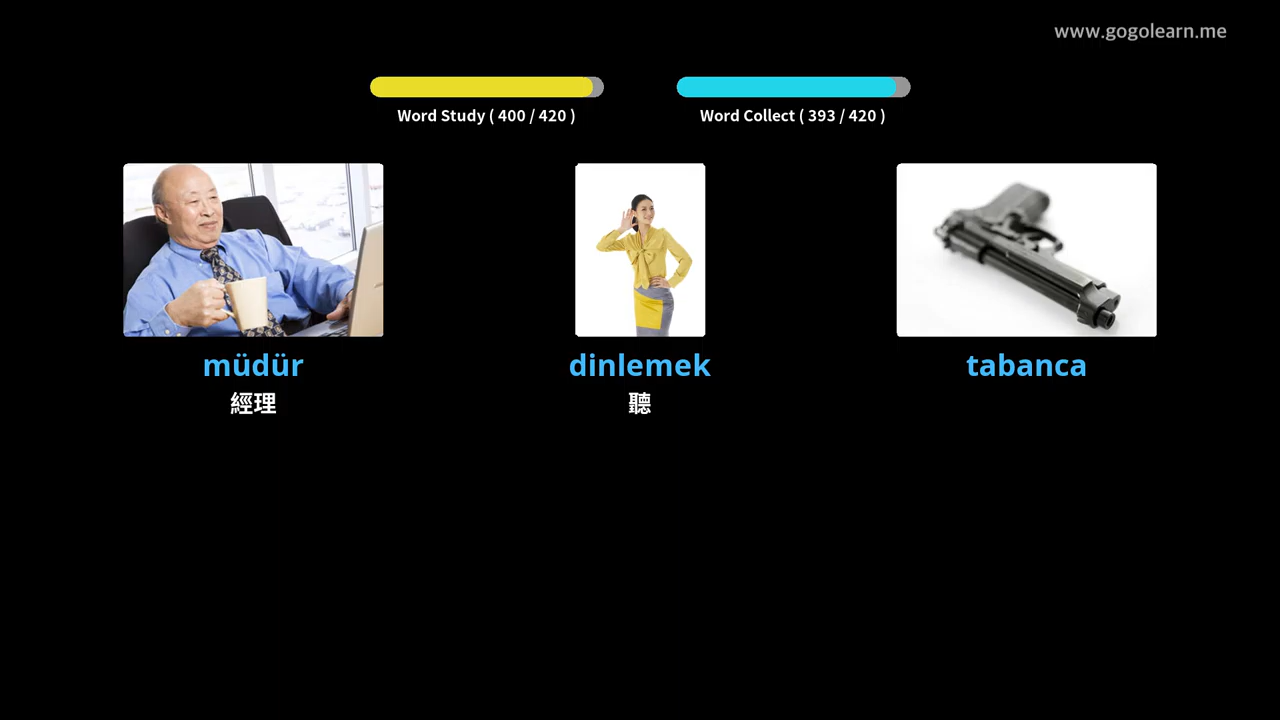 www.gogolearn.me
Word Study ( 400 / 420 )
Word Collect ( 393 / 420 )
müdür
dinlemek
tabanca
經理
聽